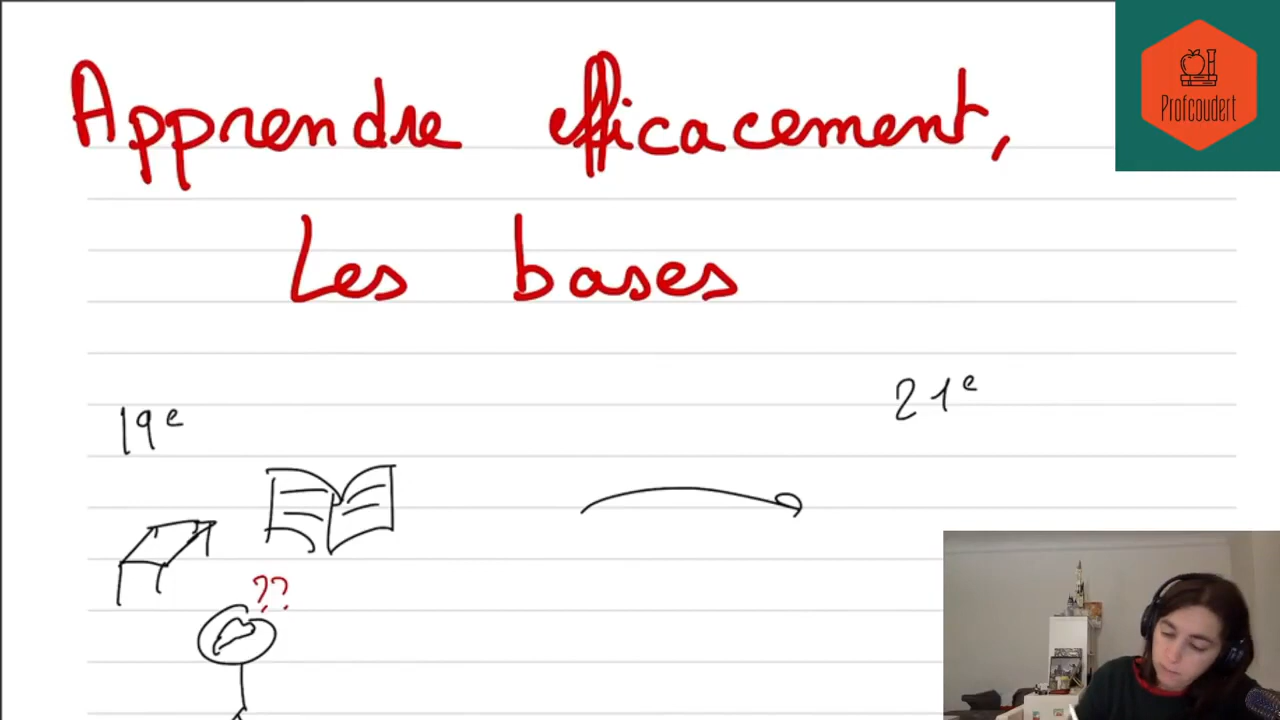 Apprendre efficacement,
Les bases
Profcoudert
19e
21e
??